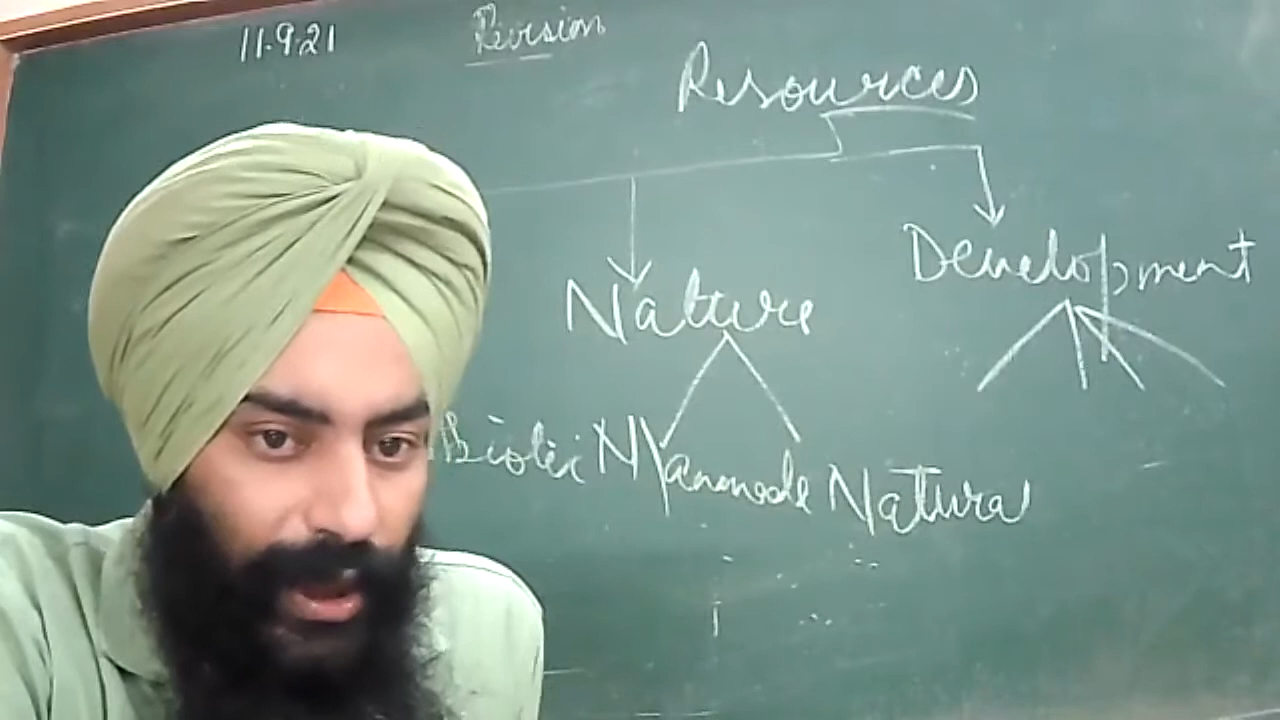 11.9.21 Revision
Resources
Development
Nature
Biotic Manmade Natural